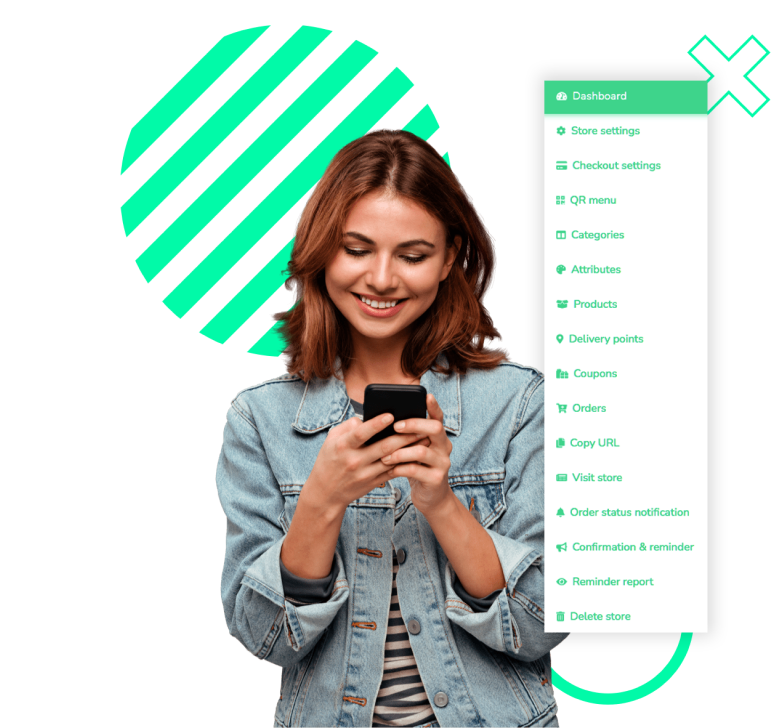 Dashboard
Store settings
Checkout settings
QR menu
Categories
Attributes
Products
Delivery points
Coupons
Orders
Copy URL
Visit store
Order status notification
Confirmation & reminder
Reminder report
Delete store